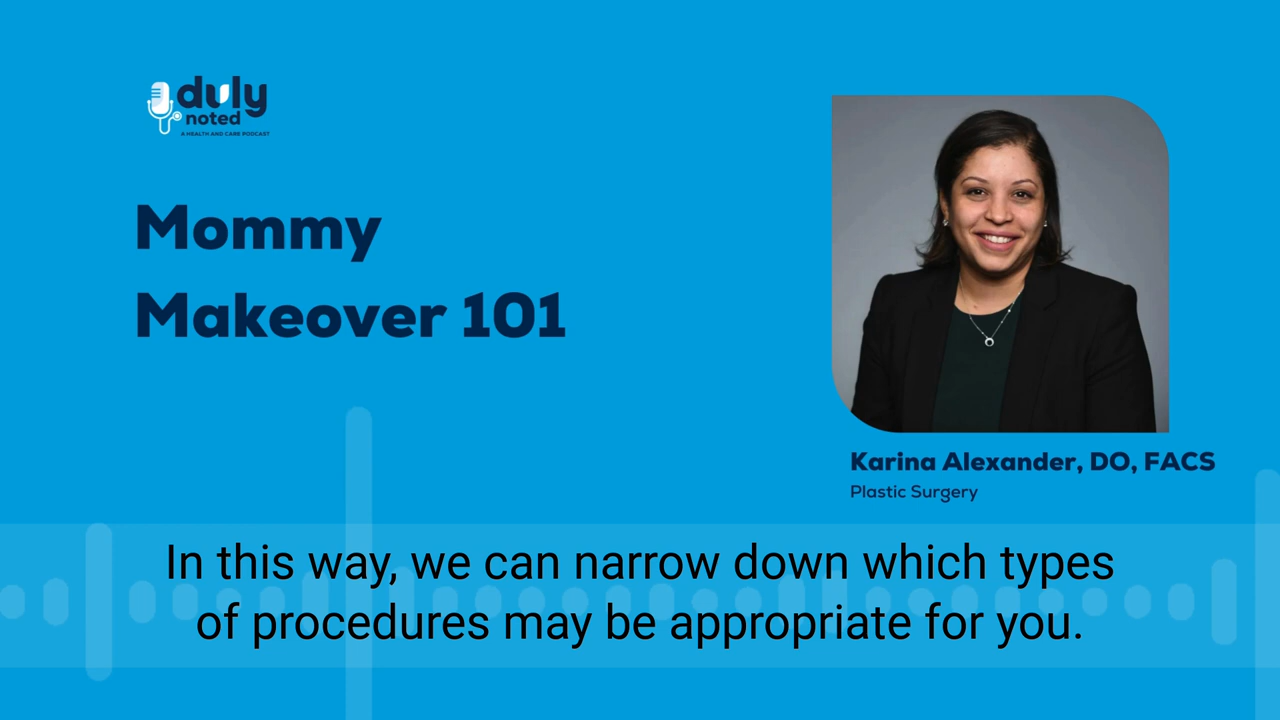 duly
noted
A HEALTH AND CARE PODCAST
Mommy
Makeover 101
Karina Alexander, DO, FACS
Plastic Surgery
In this way, we can narrow down which types
of procedures may be appropriate for you.